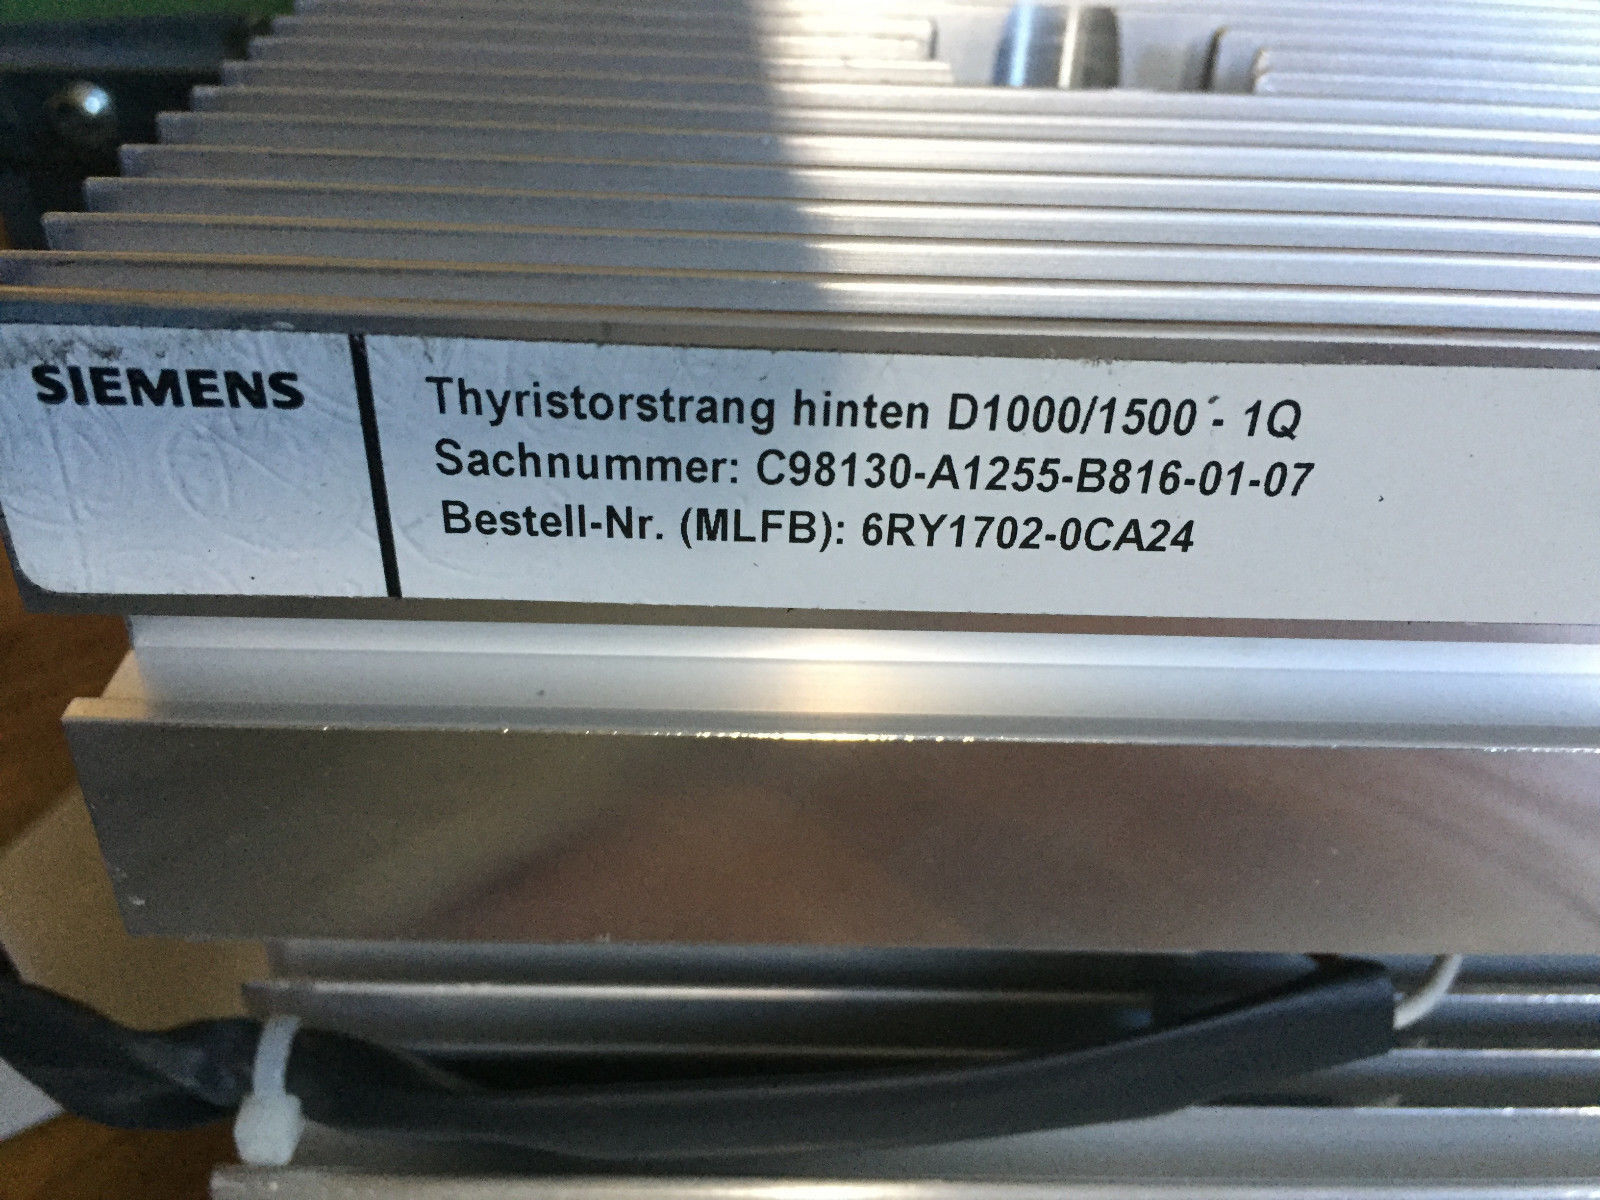 SIEMENS
Thyristorstrang hinten D1000/1500 - 1Q
Sachnummer: C98130-A1255-B816-01-07
Bestell-Nr. (MLFB): 6RY1702-0CA24